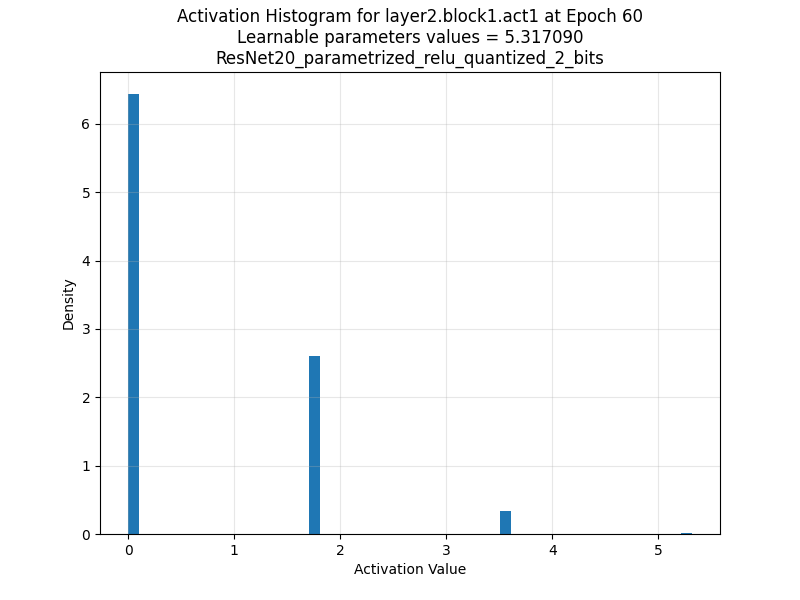 Activation Histogram for layer2.block1.act1 at Epoch 60
Learnable parameters values = 5.317090
ResNet20_parametrized_relu_quantized_2_bits
Density
6
5
4
3
2
1
0
0 1 2 3 4 5
Activation Value